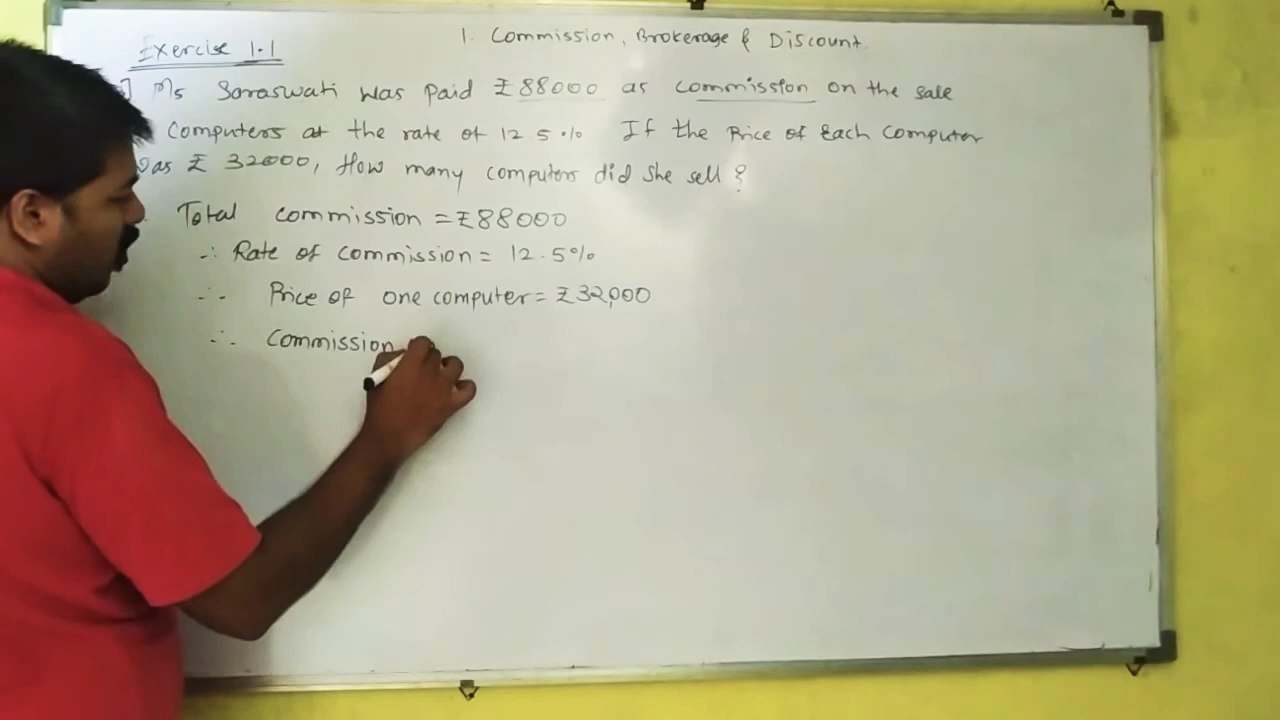 1. Commission, Brokerage & Discount.
Exercise 1.1
Ms Saraswati was paid ₹ 88000 as commission on the sale
computers at the rate of 12.5% If the Price of Each Computer
₹ 32000, How many computers did she sell?
Total commission = ₹88000
∴ Rate of commission = 12.5%
∴ Price of one computer = ₹32,000
∴ Commission